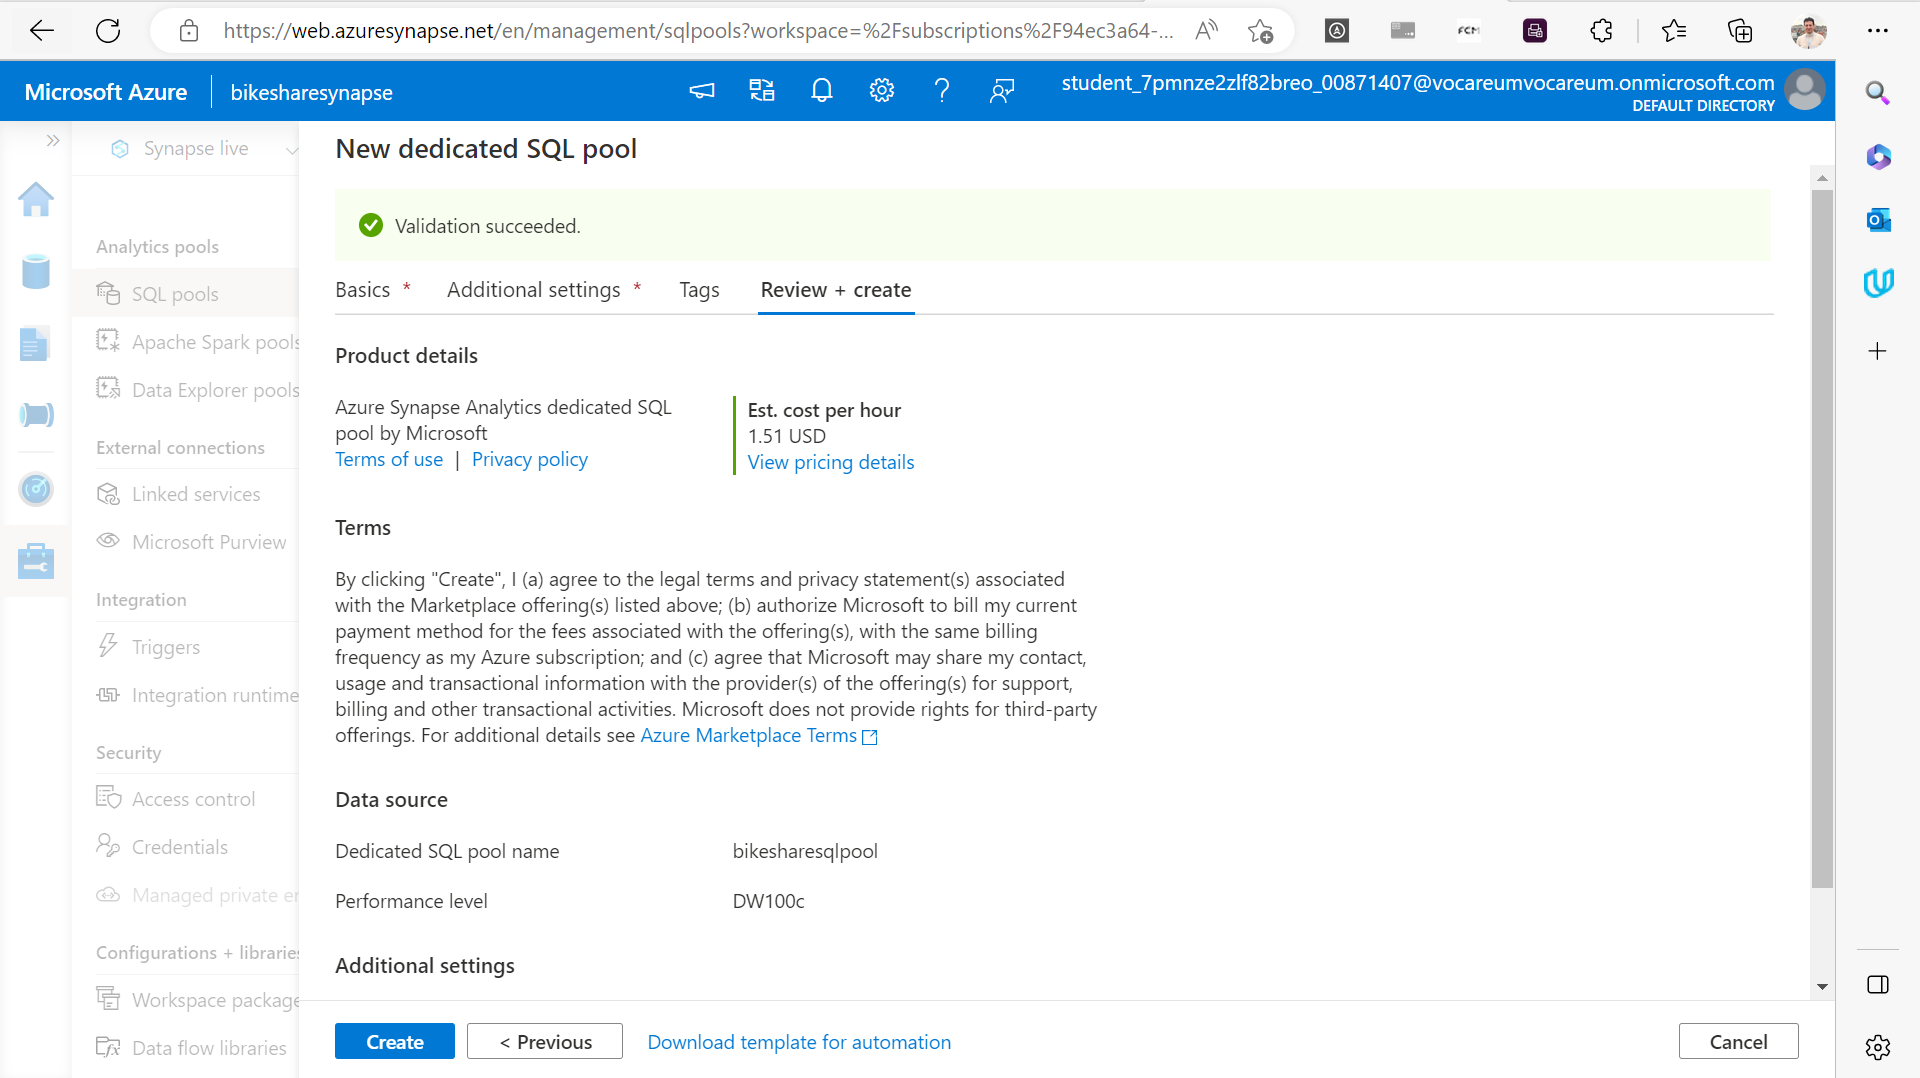 https://web.azuresynapse.net/en/management/sqlpools?workspace=%2Fsubscriptions%2F94ec3a64-...
FCM
Microsoft Azure
bikesharesynapse
student_7pmnze2zlf82breo_00871407@vocareumvocareum.onmicrosoft.com
DEFAULT DIRECTORY
Synapse live
Analytics pools
SQL pools
Apache Spark pools
Data Explorer pools
External connections
Linked services
Microsoft Purview
Integration
Triggers
Integration runtime
Security
Access control
Credentials
Managed private en
Configurations + libraries
Workspace package
Data flow libraries
New dedicated SQL pool
Validation succeeded.
Basics * Additional settings * Tags Review + create
Product details
Azure Synapse Analytics dedicated SQL
pool by Microsoft
Terms of use | Privacy policy
Est. cost per hour
1.51 USD
View pricing details
Terms
By clicking "Create", I (a) agree to the legal terms and privacy statement(s) associated
with the Marketplace offering(s) listed above; (b) authorize Microsoft to bill my current
payment method for the fees associated with the offering(s), with the same billing
frequency as my Azure subscription; and (c) agree that Microsoft may share my contact,
usage and transactional information with the provider(s) of the offering(s) for support,
billing and other transactional activities. Microsoft does not provide rights for third-party
offerings. For additional details see Azure Marketplace Terms
Data source
Dedicated SQL pool name bikesharesqlpool
Performance level DW100c
Additional settings
Create < Previous Download template for automation Cancel